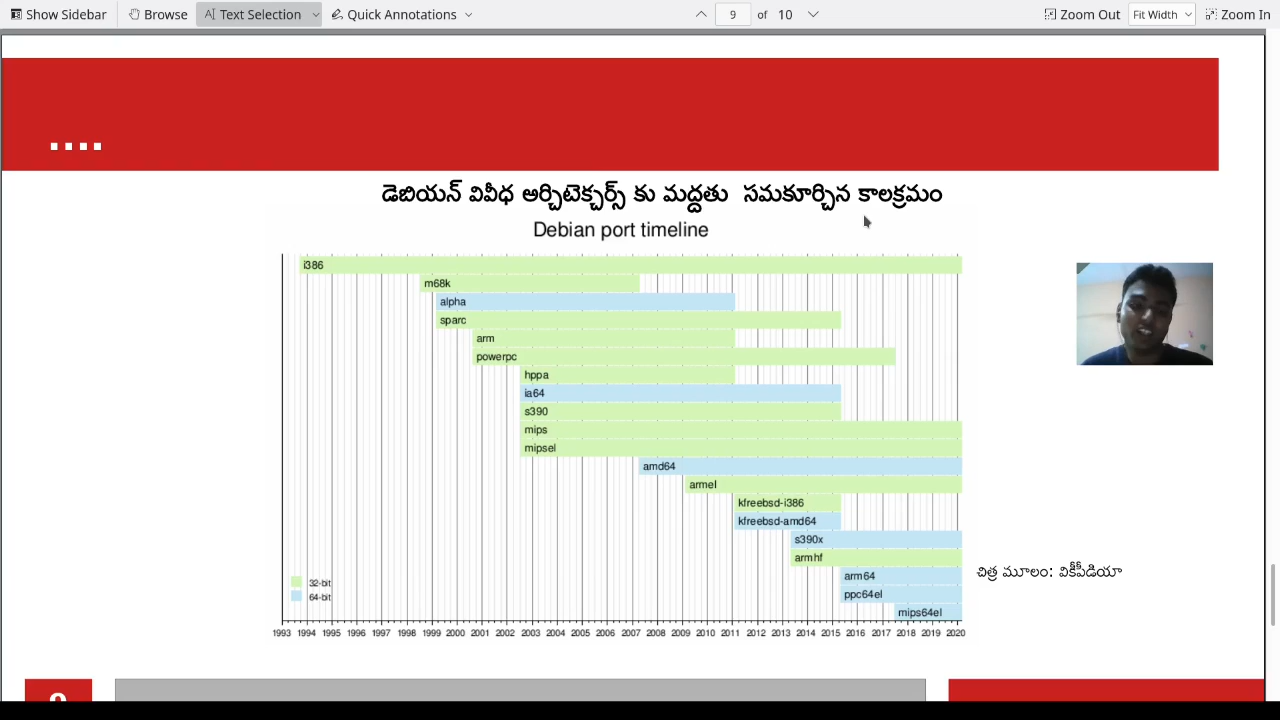 Show Sidebar Browse Text Selection Quick Annotations 9 of 10 Zoom Out Fit Width Zoom In
....
డెబియన్ వివీధ అర్చిటెక్చర్స్ కు మద్దతు సమకూర్చిన కాలక్రమం
Debian port timeline
i386
m68k
alpha
sparc
arm
powerpc
hppa
ia64
s390
mips
mipsel
amd64
armel
kfreebsd-i386
kfreebsd-amd64
s390x
armhf
చిత్ర మూలం: వికీపీడియా
arm64
32-bit
ppc64el
64-bit
mips64el
1993 1994 1995 1996 1997 1998 1999 2000 2001 2002 2003 2004 2005 2006 2007 2008 2009 2010 2011 2012 2013 2014 2015 2016 2017 2018 2019 2020
9